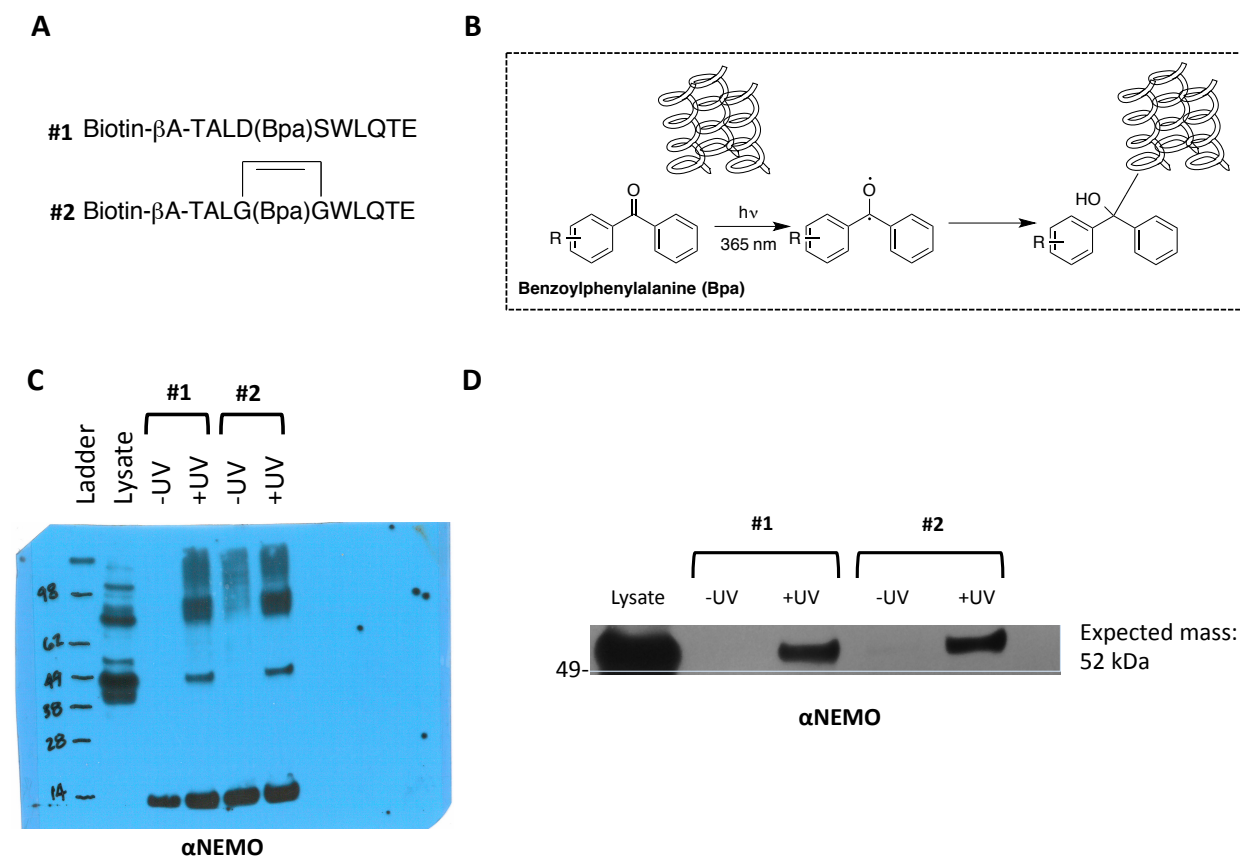 A
#1 Biotin-βA-TALD(Bpa)SWLQTE
#2 Biotin-βA-TALG(Bpa)GWLQTE
B
O
R
hν
365 nm
O
R
HO
R
Benzoylphenylalanine (Bpa)
C
#1 #2
Ladder
Lysate
-UV
+UV
-UV
+UV
98
62
49
38
28
14
αNEMO
D
#1 #2
Lysate -UV +UV -UV +UV
49-
Expected mass:
52 kDa
αNEMO